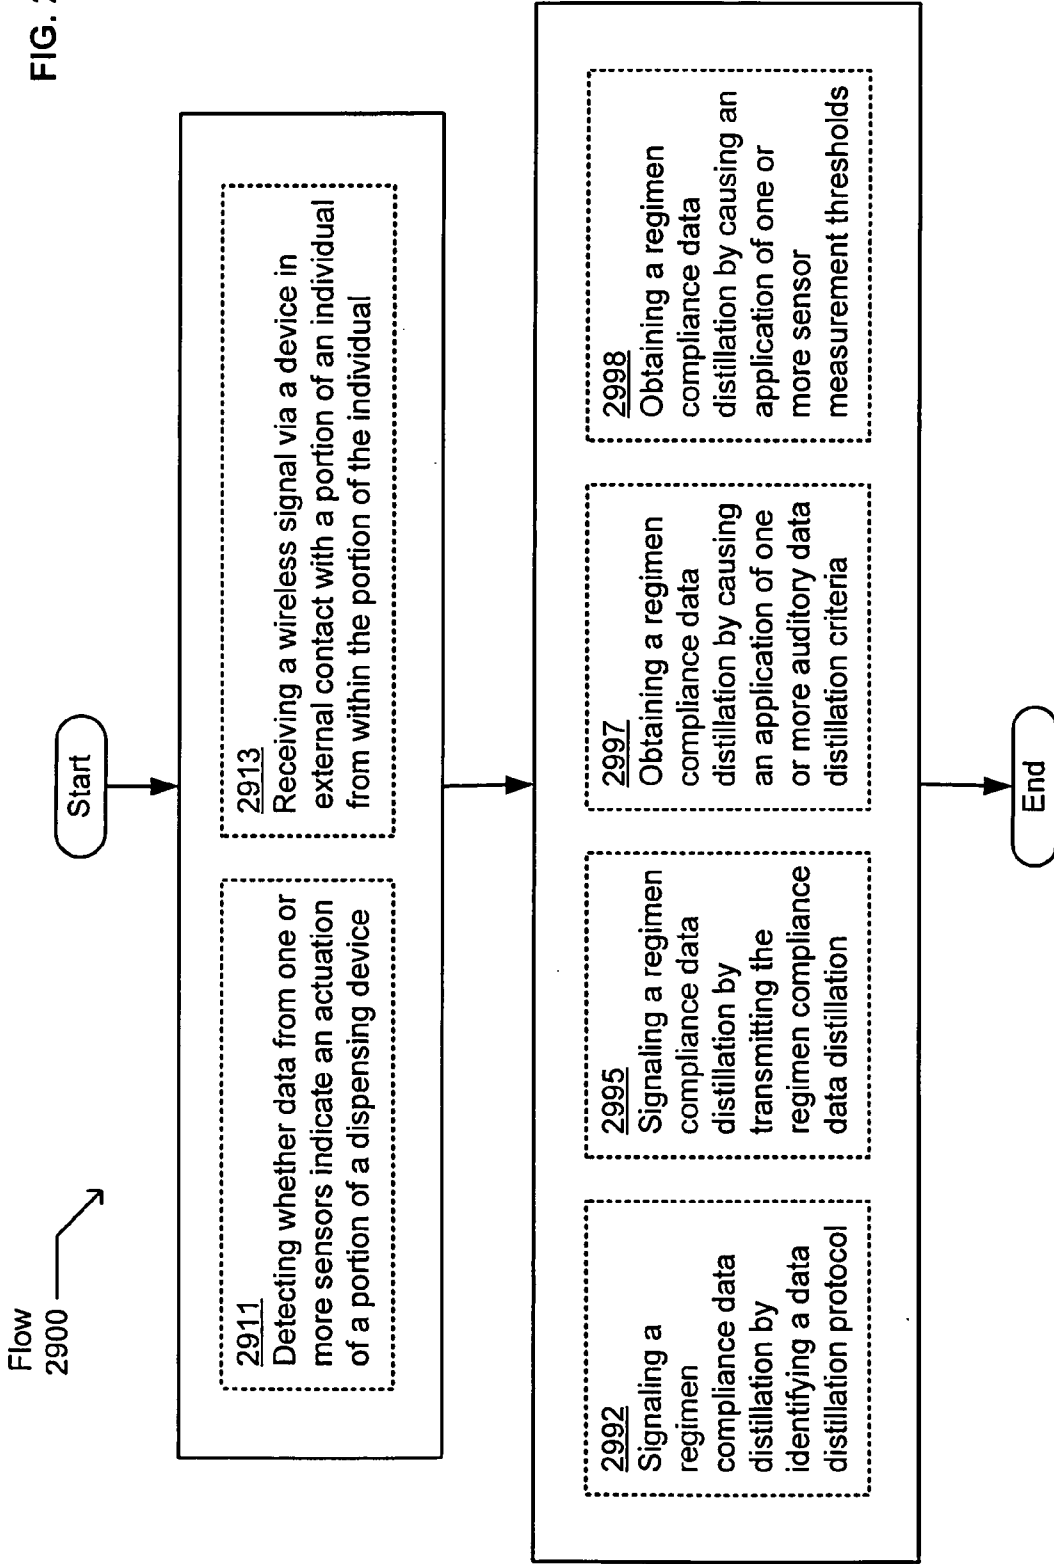 FIG. 2
Flow
2900
Start
2911
Detecting whether data from one or
more sensors indicate an actuation
of a portion of a dispensing device
2913
Receiving a wireless signal via a device in
external contact with a portion of an individual
from within the portion of the individual
2992
Signaling a
regimen
compliance data
distillation by
identifying a data
distillation protocol
2995
Signaling a regimen
compliance data
distillation by
transmitting the
regimen compliance
data distillation
2997
Obtaining a regimen
compliance data
distillation by causing
an application of one
or more auditory data
distillation criteria
2998
Obtaining a regimen
compliance data
distillation by causing an
application of one or
more sensor
measurement thresholds
End